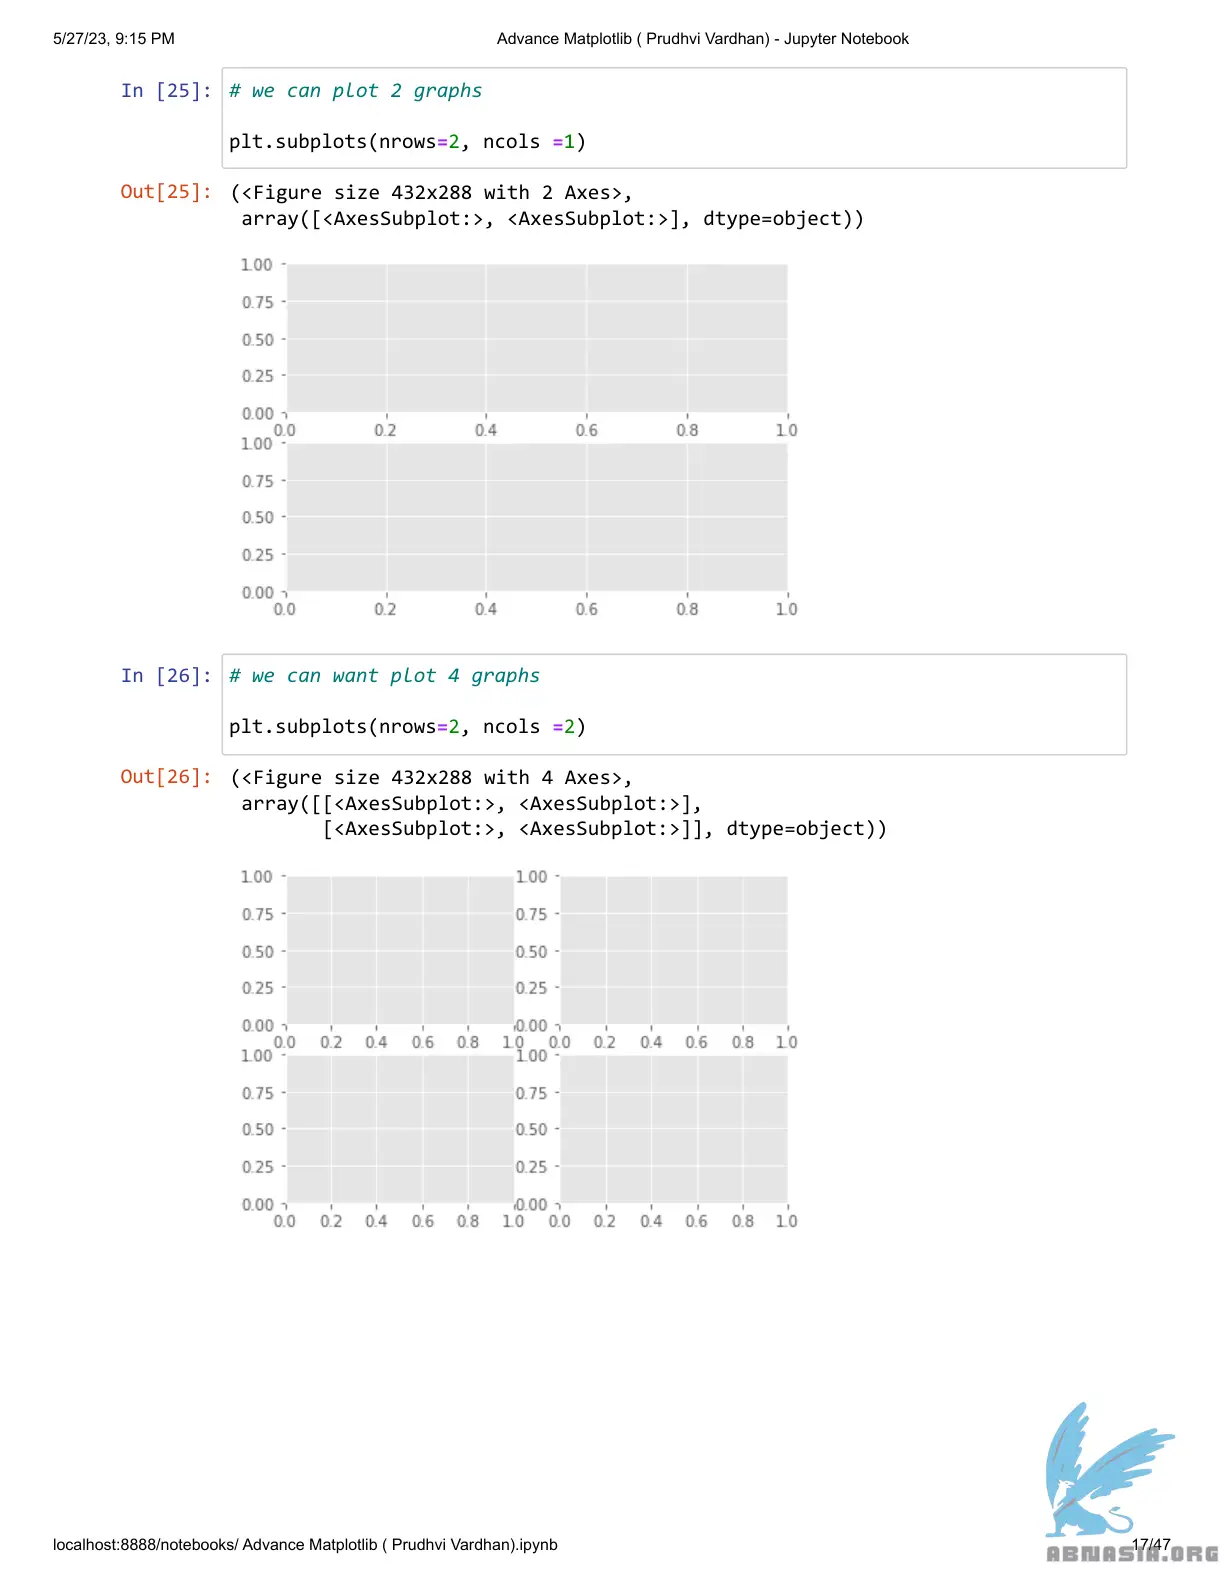 5/27/23, 9:15 PM Advance Matplotlib ( Prudhvi Vardhan) - Jupyter Notebook
In [25]: # we can plot 2 graphs
plt.subplots(nrows=2, ncols =1)
Out[25]: (<Figure size 432x288 with 2 Axes>,
array([<AxesSubplot:>, <AxesSubplot:>], dtype=object))
1.00
0.75
0.50
0.25
0.00
0.0 0.2 0.4 0.6 0.8 1.0
1.00
0.75
0.50
0.25
0.00
0.0 0.2 0.4 0.6 0.8 1.0
In [26]: # we can want plot 4 graphs
plt.subplots(nrows=2, ncols =2)
Out[26]: (<Figure size 432x288 with 4 Axes>,
array([[<AxesSubplot:>, <AxesSubplot:>],
[<AxesSubplot:>, <AxesSubplot:>]], dtype=object))
1.00 1.00
0.75 0.75
0.50 0.50
0.25 0.25
0.00 0.00
0.0 0.2 0.4 0.6 0.8 1.0 0.0 0.2 0.4 0.6 0.8 1.0
1.00 1.00
0.75 0.75
0.50 0.50
0.25 0.25
0.00 0.00
0.0 0.2 0.4 0.6 0.8 1.0 0.0 0.2 0.4 0.6 0.8 1.0
localhost:8888/notebooks/ Advance Matplotlib ( Prudhvi Vardhan).ipynb 17/47
ABNASIA.ORG